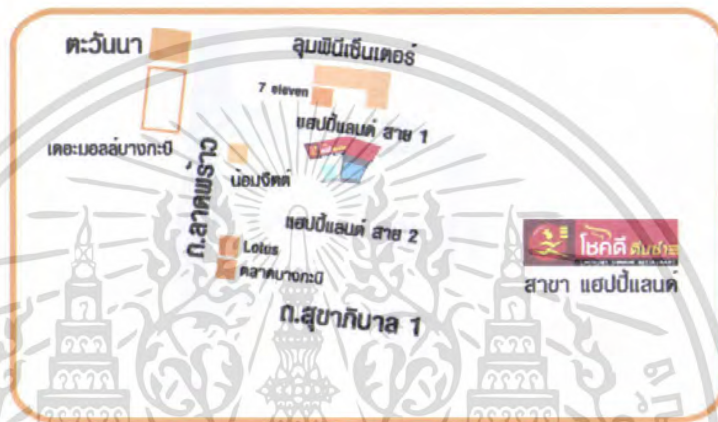 ตะวันนา
ลุมพินีเซ็นเตอร์
7 eleven
แฮปปี้แลนด์ สาย 1
เดอะมอลล์บางกะปิ
ถ.ลาดพร้าว
น้อมจิตต์
แฮปปี้แลนด์ สาย 2
Lotus
ตลาดบางกะปิ
ถ.สุขาภิบาล 1
โชคดี ติ่มซำ
สาขา แฮปปี้แลนด์